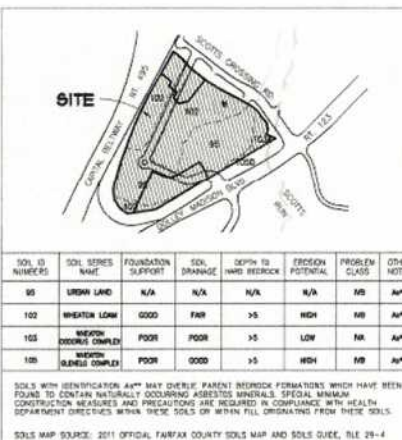 SCOTTS CROSSING RD.
RT. 495
SITE
CAPITAL BELTWAY
102
102
95
RT. 123
DOLLEY MADISON BLVD.
SCOTTS RUN
SOIL ID NUMBERS
SOIL SERIES NAME
FOUNDATION SUPPORT
SOIL DRAINAGE
DEPTH TO HARD BEDROCK
EROSION POTENTIAL
PROBLEM CLASS
95 URBAN LAND N/A N/A N/A N/A IVB
102 WHEATON LOAM GOOD FAIR >5 HIGH IVB
103 WHEATON CODORUS COMPLEX POOR POOR >5 LOW IVA
105 WHEATON GLENELG COMPLEX POOR GOOD >5 HIGH IVB
SOILS WITH IDENTIFICATION As** MAY OVERLIE PARENT BEDROCK FORMATIONS WHICH HAVE BEEN
FOUND TO CONTAIN NATURALLY OCCURRING ASBESTOS MINERALS. SPECIAL MINIMUM
CONSTRUCTION MEASURES AND PRECAUTIONS ARE REQUIRED IN COMPLIANCE WITH HEALTH
DEPARTMENT DIRECTIVES WITHIN THESE SOILS OR WITHIN FILL ORIGINATING FROM THESE SOILS.
SOILS MAP SOURCE: 2011 OFFICIAL FAIRFAX COUNTY SOILS MAP AND SOILS GUIDE, TILE 29-4